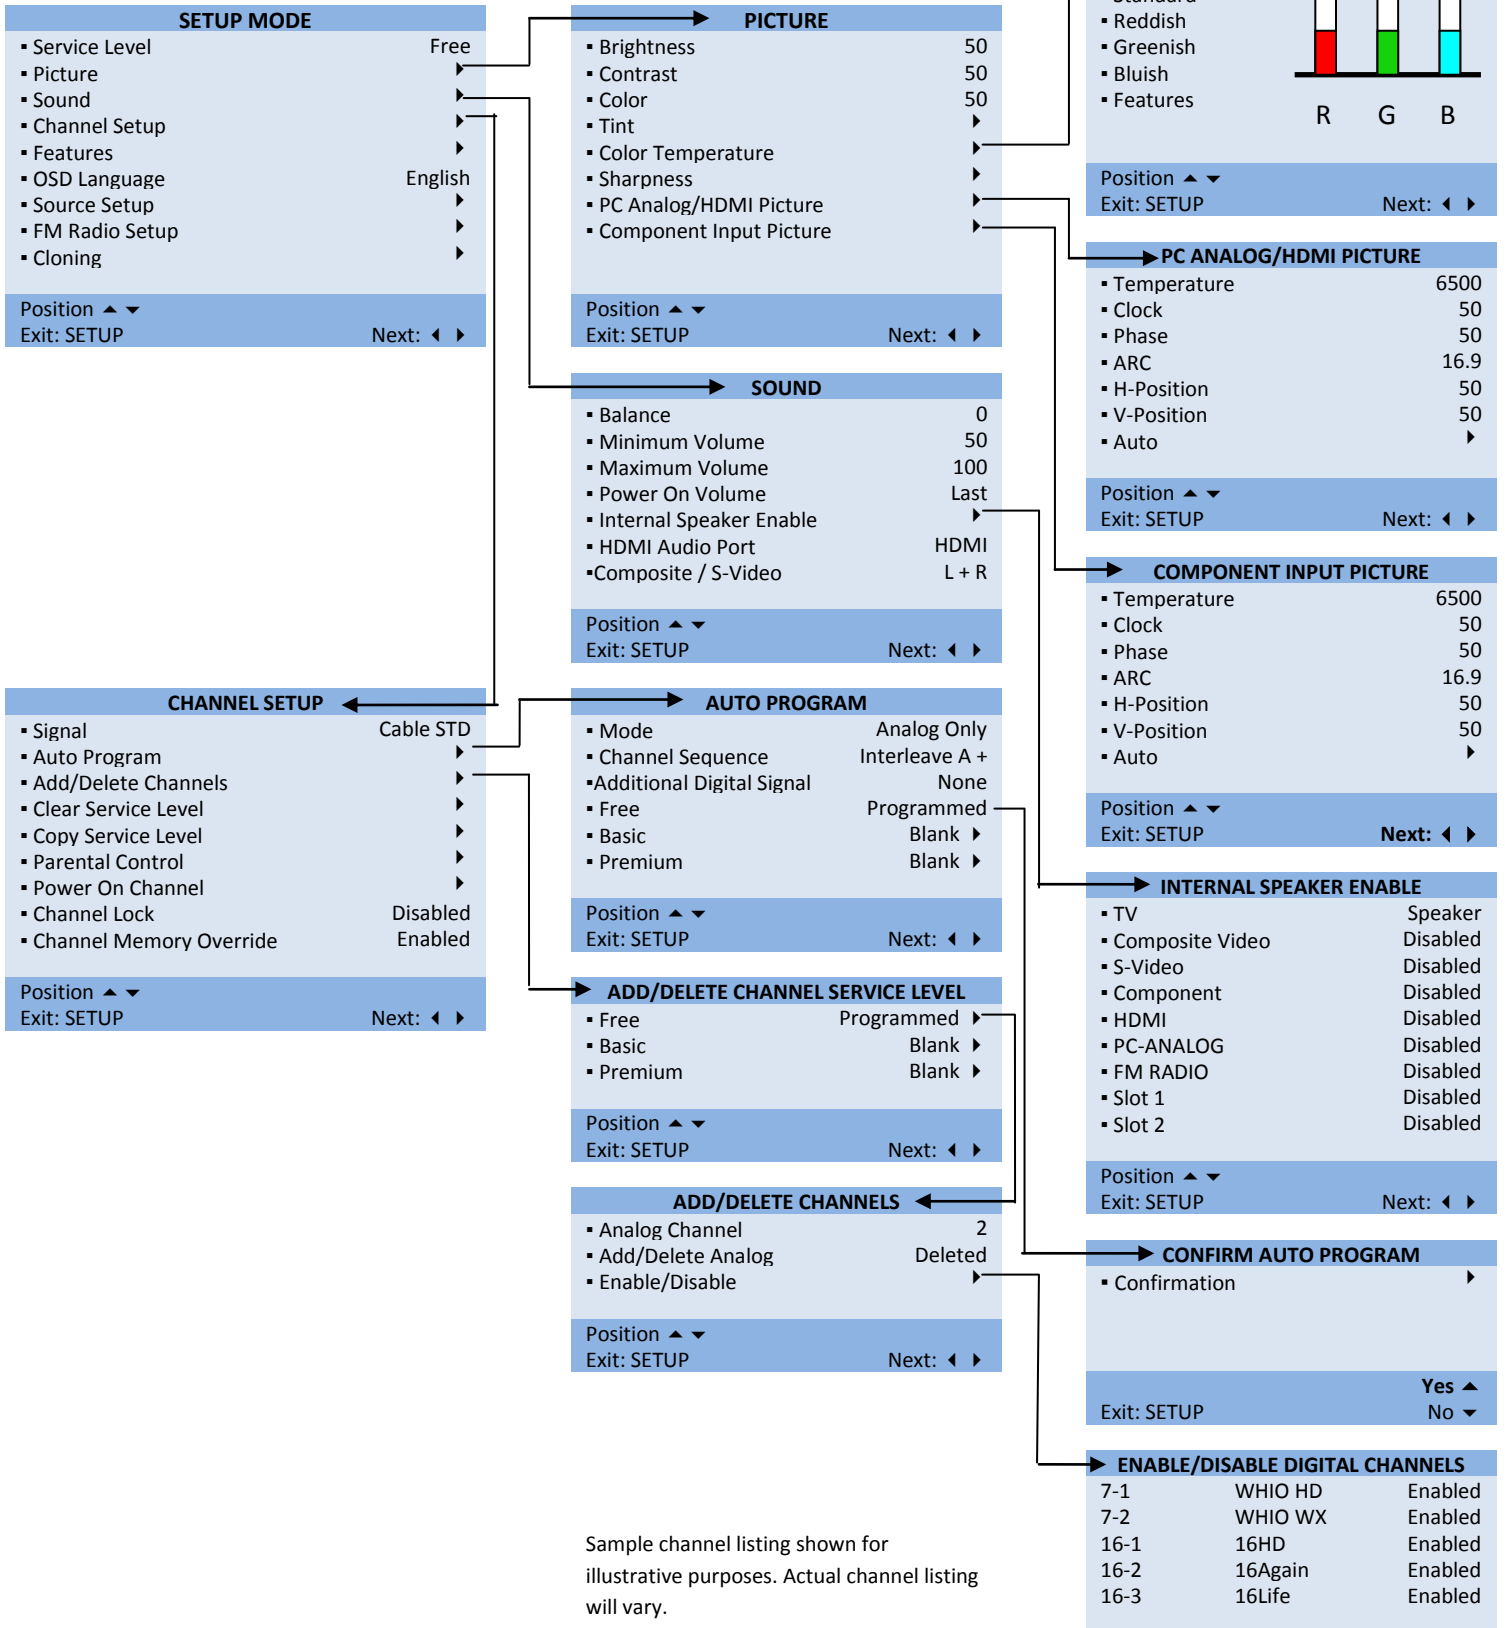 SETUP MODE
▪ Service Level Free
▪ Picture
▪ Sound
▪ Channel Setup
▪ Features
▪ OSD Language English
▪ Source Setup
▪ FM Radio Setup
▪ Cloning
Position
Exit: SETUP Next:
PICTURE
▪ Brightness 50
▪ Contrast 50
▪ Color 50
▪ Tint
▪ Color Temperature
▪ Sharpness
▪ PC Analog/HDMI Picture
▪ Component Input Picture
Position
Exit: SETUP Next:
▪ Reddish
▪ Greenish
▪ Bluish
▪ Features
R G B
Position
Exit: SETUP Next:
PC ANALOG/HDMI PICTURE
▪ Temperature 6500
▪ Clock 50
▪ Phase 50
▪ ARC 16.9
▪ H-Position 50
▪ V-Position 50
▪ Auto
Position
Exit: SETUP Next:
SOUND
▪ Balance 0
▪ Minimum Volume 50
▪ Maximum Volume 100
▪ Power On Volume Last
▪ Internal Speaker Enable
▪ HDMI Audio Port HDMI
▪Composite / S-Video L + R
Position
Exit: SETUP Next:
COMPONENT INPUT PICTURE
▪ Temperature 6500
▪ Clock 50
▪ Phase 50
▪ ARC 16.9
▪ H-Position 50
▪ V-Position 50
▪ Auto
Position
Exit: SETUP Next:
CHANNEL SETUP
▪ Signal Cable STD
▪ Auto Program
▪ Add/Delete Channels
▪ Clear Service Level
▪ Copy Service Level
▪ Parental Control
▪ Power On Channel
▪ Channel Lock Disabled
▪ Channel Memory Override Enabled
Position
Exit: SETUP Next:
AUTO PROGRAM
▪ Mode Analog Only
▪ Channel Sequence Interleave A +
▪Additional Digital Signal None
▪ Free Programmed
▪ Basic Blank
▪ Premium Blank
Position
Exit: SETUP Next:
INTERNAL SPEAKER ENABLE
▪ TV Speaker
▪ Composite Video Disabled
▪ S-Video Disabled
▪ Component Disabled
▪ HDMI Disabled
▪ PC-ANALOG Disabled
▪ FM RADIO Disabled
▪ Slot 1 Disabled
▪ Slot 2 Disabled
Position
Exit: SETUP Next:
ADD/DELETE CHANNEL SERVICE LEVEL
▪ Free Programmed
▪ Basic Blank
▪ Premium Blank
Position
Exit: SETUP Next:
ADD/DELETE CHANNELS
▪ Analog Channel 2
▪ Add/Delete Analog Deleted
▪ Enable/Disable
Position
Exit: SETUP Next:
CONFIRM AUTO PROGRAM
▪ Confirmation
Yes
Exit: SETUP No
ENABLE/DISABLE DIGITAL CHANNELS
7-1 WHIO HD Enabled
7-2 WHIO WX Enabled
16-1 16HD Enabled
16-2 16Again Enabled
16-3 16Life Enabled
Sample channel listing shown for
illustrative purposes. Actual channel listing
will vary.